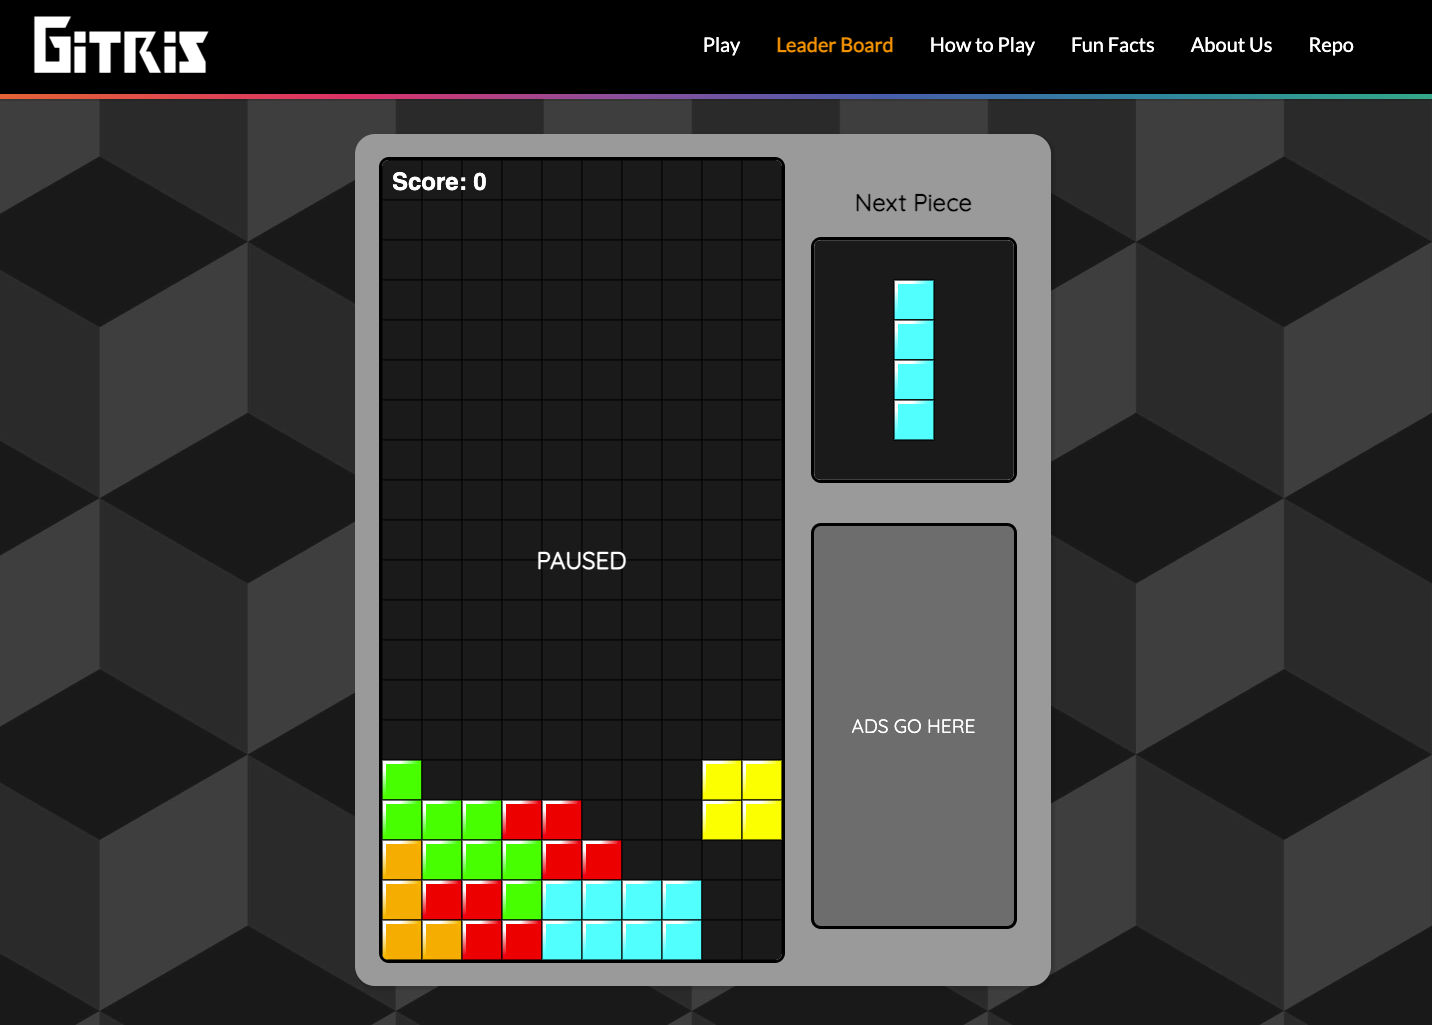 GiTRiS
Play
Leader Board
How to Play
Fun Facts
About Us
Repo
Score: 0
Next Piece
PAUSED
ADS GO HERE